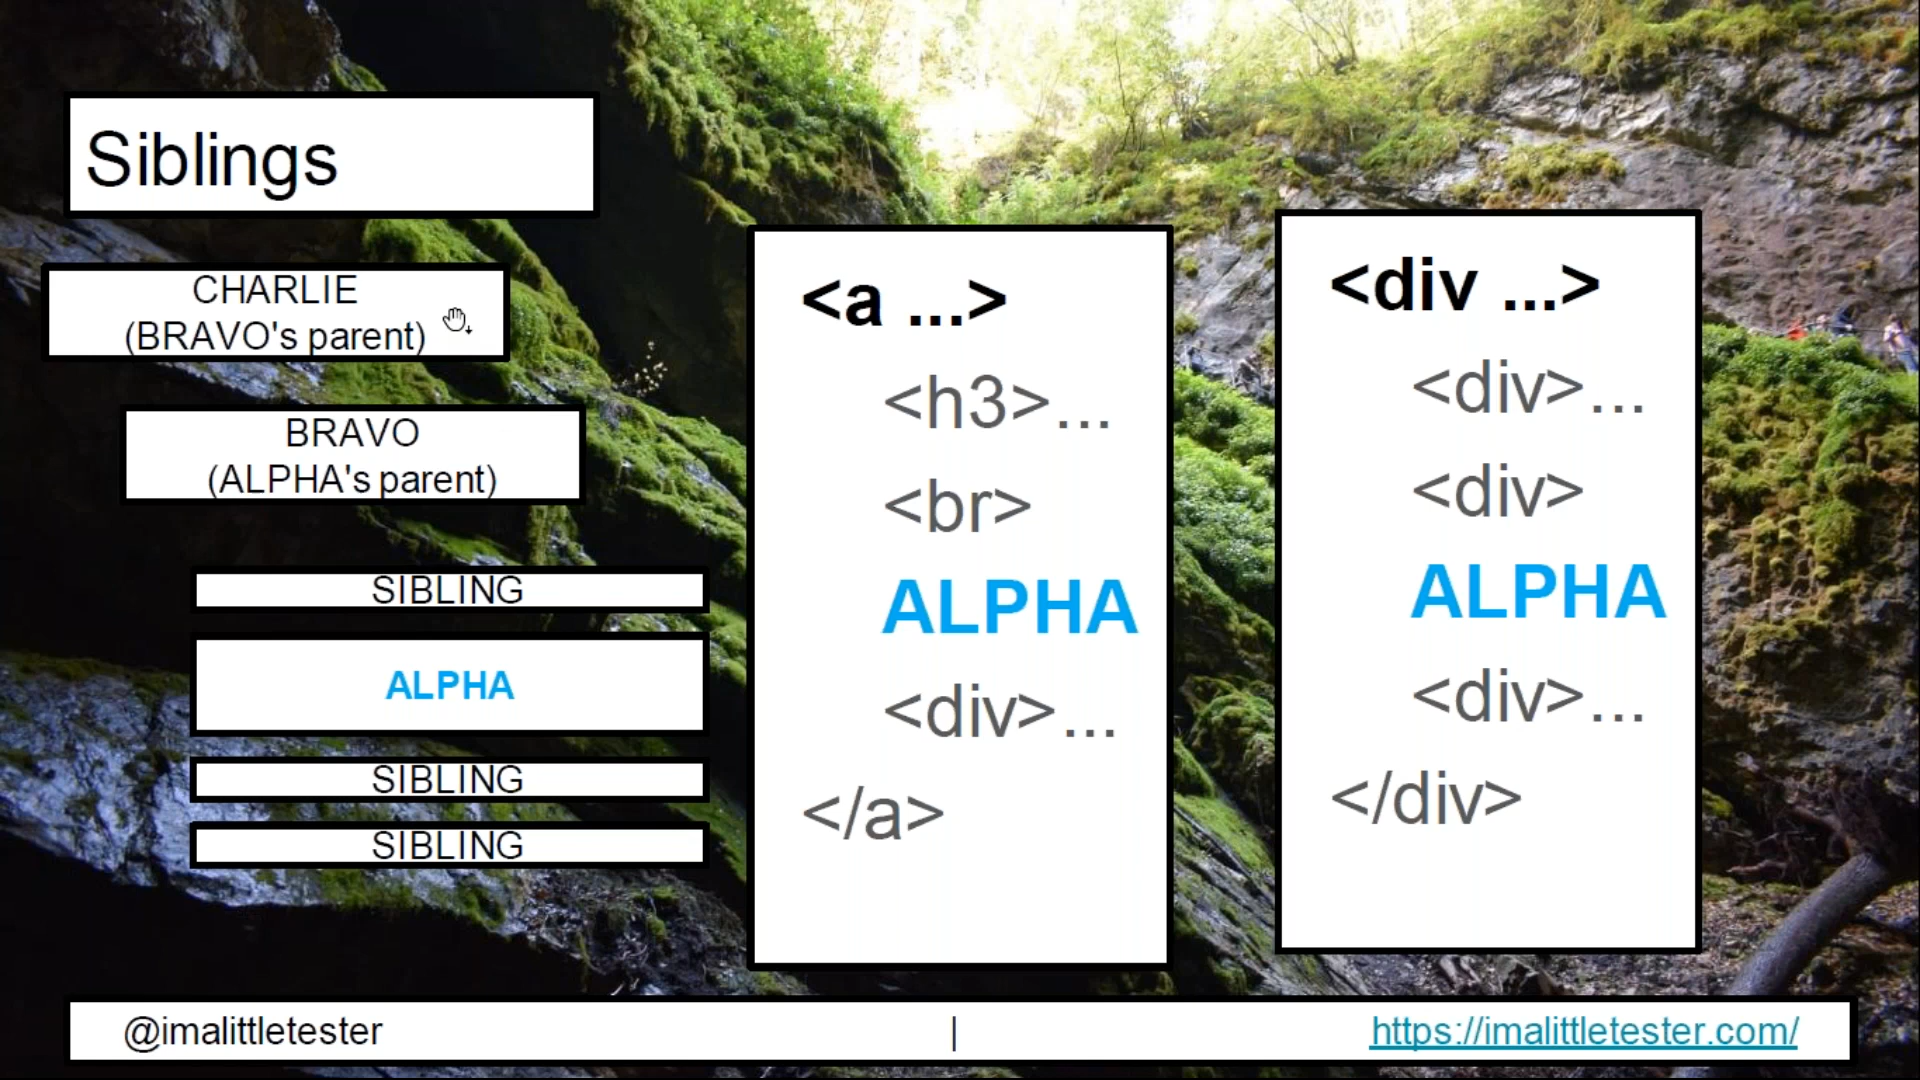 Siblings
CHARLIE
(BRAVO's parent)
BRAVO
(ALPHA's parent)
SIBLING
ALPHA
SIBLING
SIBLING
<a ...>
<h3>...
<br>
ALPHA
<div>...
</a>
<div ...>
<div>...
<div>
ALPHA
<div>...
</div>
@imalittletester
|
https://imalittletester.com/